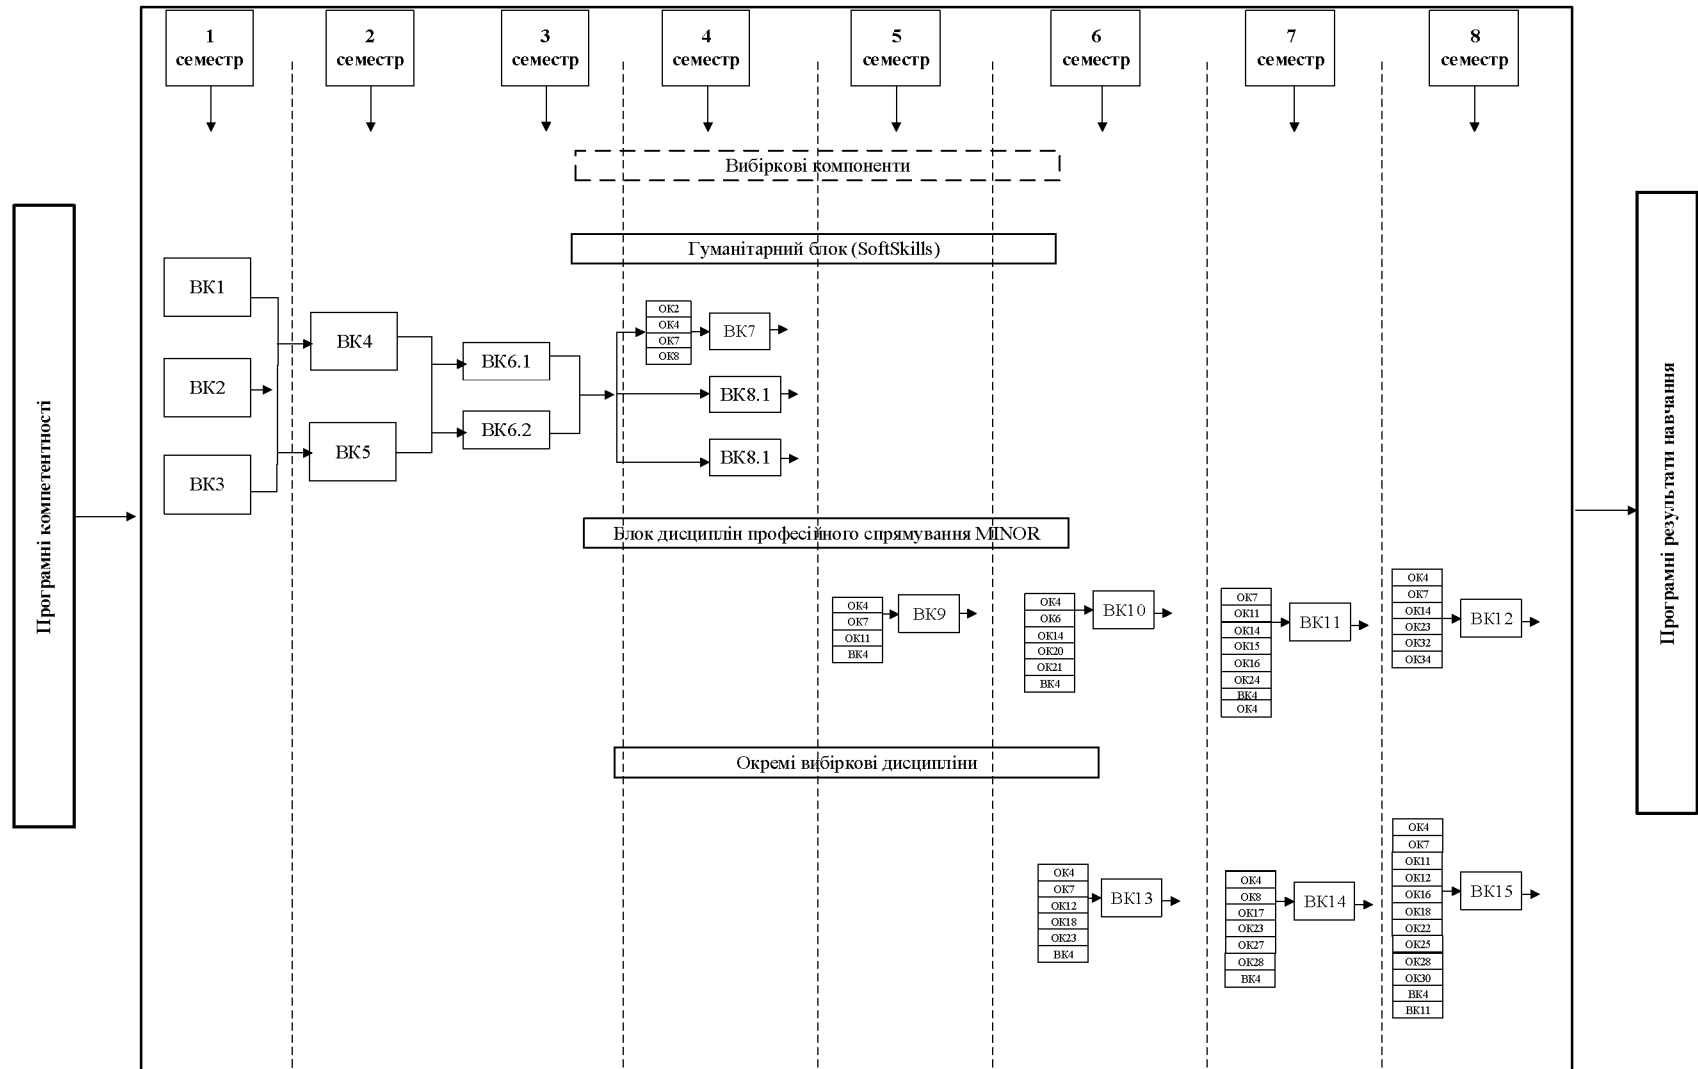 1
семестр
2
семестр
3
семестр
4
семестр
5
семестр
6
семестр
7
семестр
8
семестр
Вибіркові компоненти
Програмні компетентності
Програмні результати навчання
Гуманітарний блок (SoftSkills)
ВК1
ВК2
ВК3
ВК4
ВК5
ВК6.1
ВК6.2
ОК2
ОК4
ОК7
ОК8
ВК7
ВК8.1
ВК8.1
Блок дисциплін професійного спрямування MINOR
ОК4
ОК7
ОК11
ВК4
ВК9
ОК4
ОК6
ОК14
ОК20
ОК21
ВК4
ВК10
ОК7
ОК11
ОК14
ОК15
ОК16
ОК24
ВК4
ОК4
ВК11
ОК4
ОК7
ОК14
ОК23
ОК32
ОК34
ВК12
Окремі вибіркові дисципліни
ОК4
ОК7
ОК12
ОК18
ОК23
ВК4
ВК13
ОК4
ОК8
ОК17
ОК23
ОК27
ОК28
ВК4
ВК14
ОК4
ОК7
ОК11
ОК12
ОК16
ОК18
ОК22
ОК25
ОК28
ОК30
ВК4
ВК11
ВК15